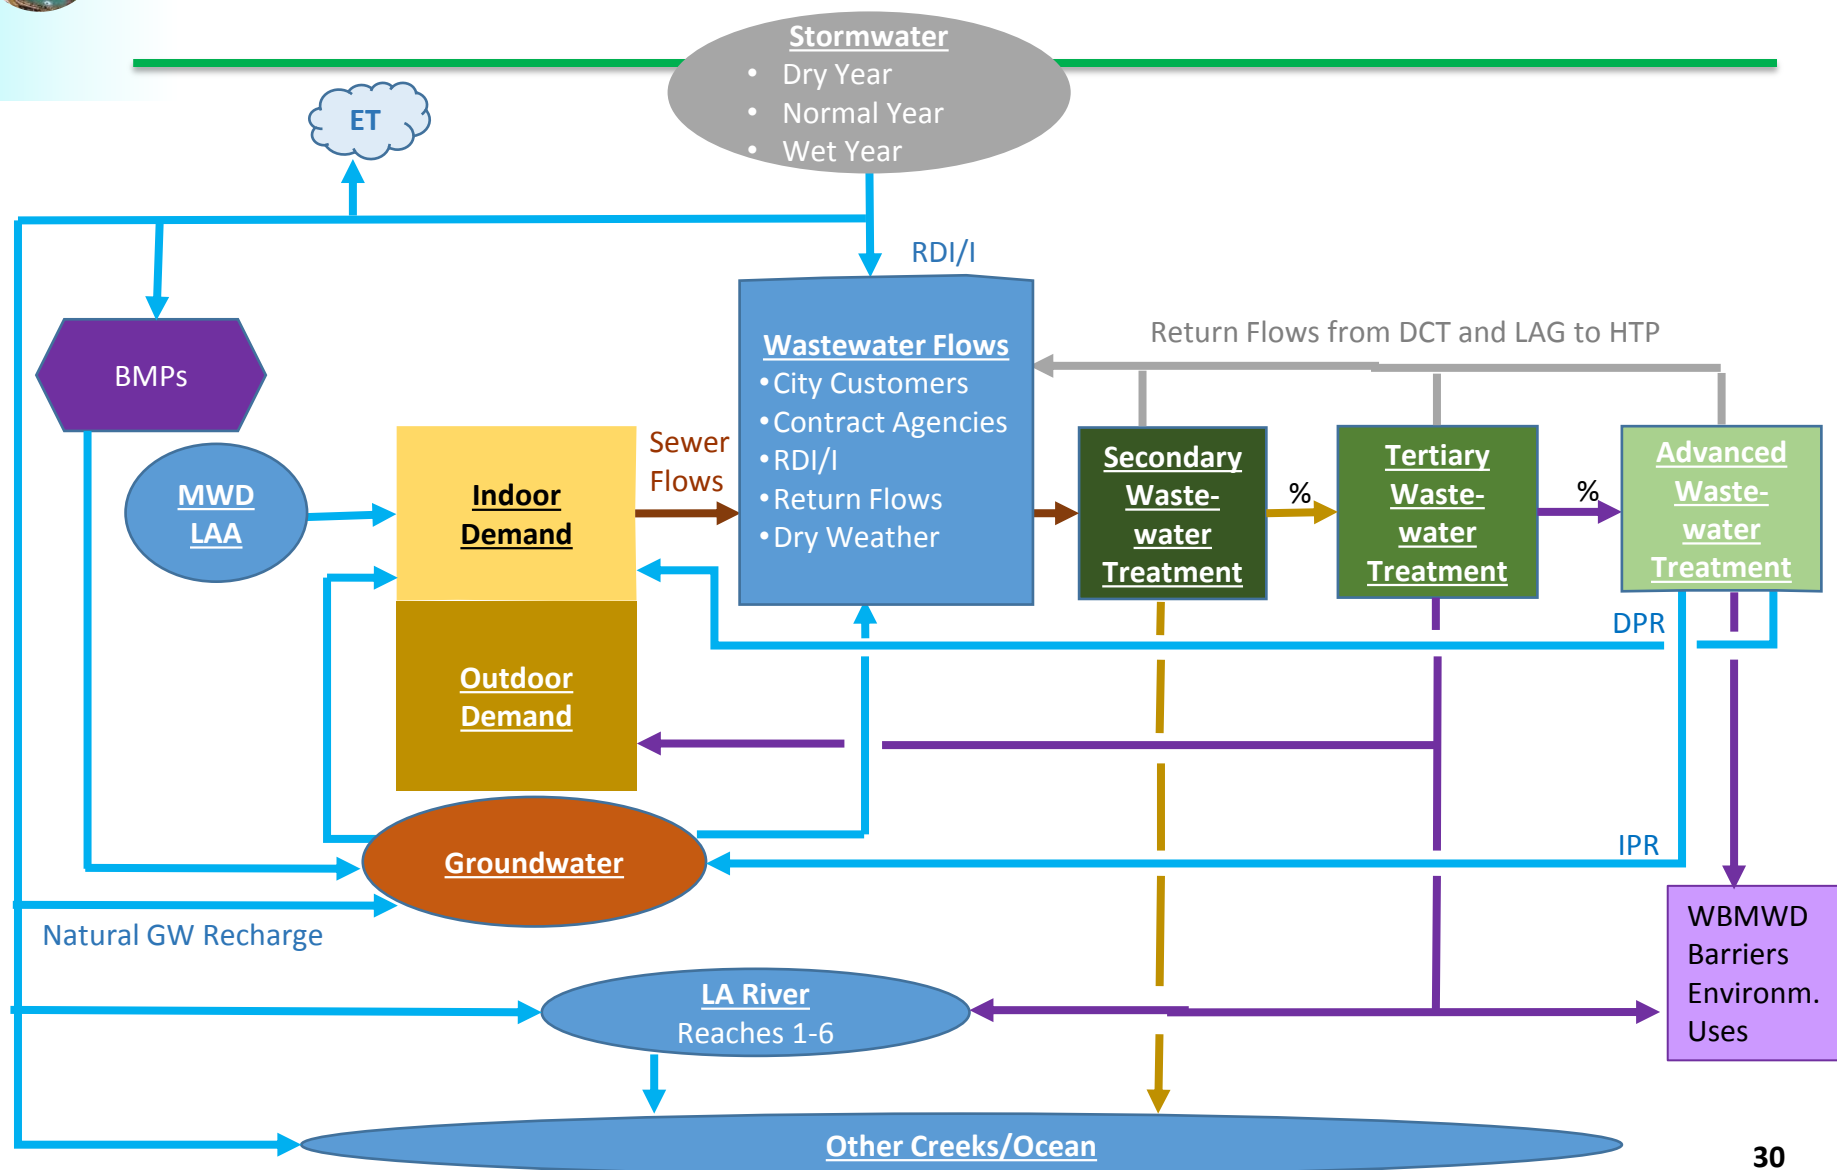 Stormwater
• Dry Year
• Normal Year
• Wet Year
ET
RDI/I
BMPs
Wastewater Flows
•City Customers
•Contract Agencies
•RDI/I
•Return Flows
•Dry Weather
Return Flows from DCT and LAG to HTP
MWD
LAA
Indoor
Demand
Sewer
Flows
Secondary
Waste-
water
Treatment
%
Tertiary
Waste-
water
Treatment
%
Advanced
Waste-
water
Treatment
DPR
Outdoor
Demand
Groundwater
IPR
Natural GW Recharge
WBMWD
Barriers
Environm.
Uses
LA River
Reaches 1-6
Other Creeks/Ocean
30